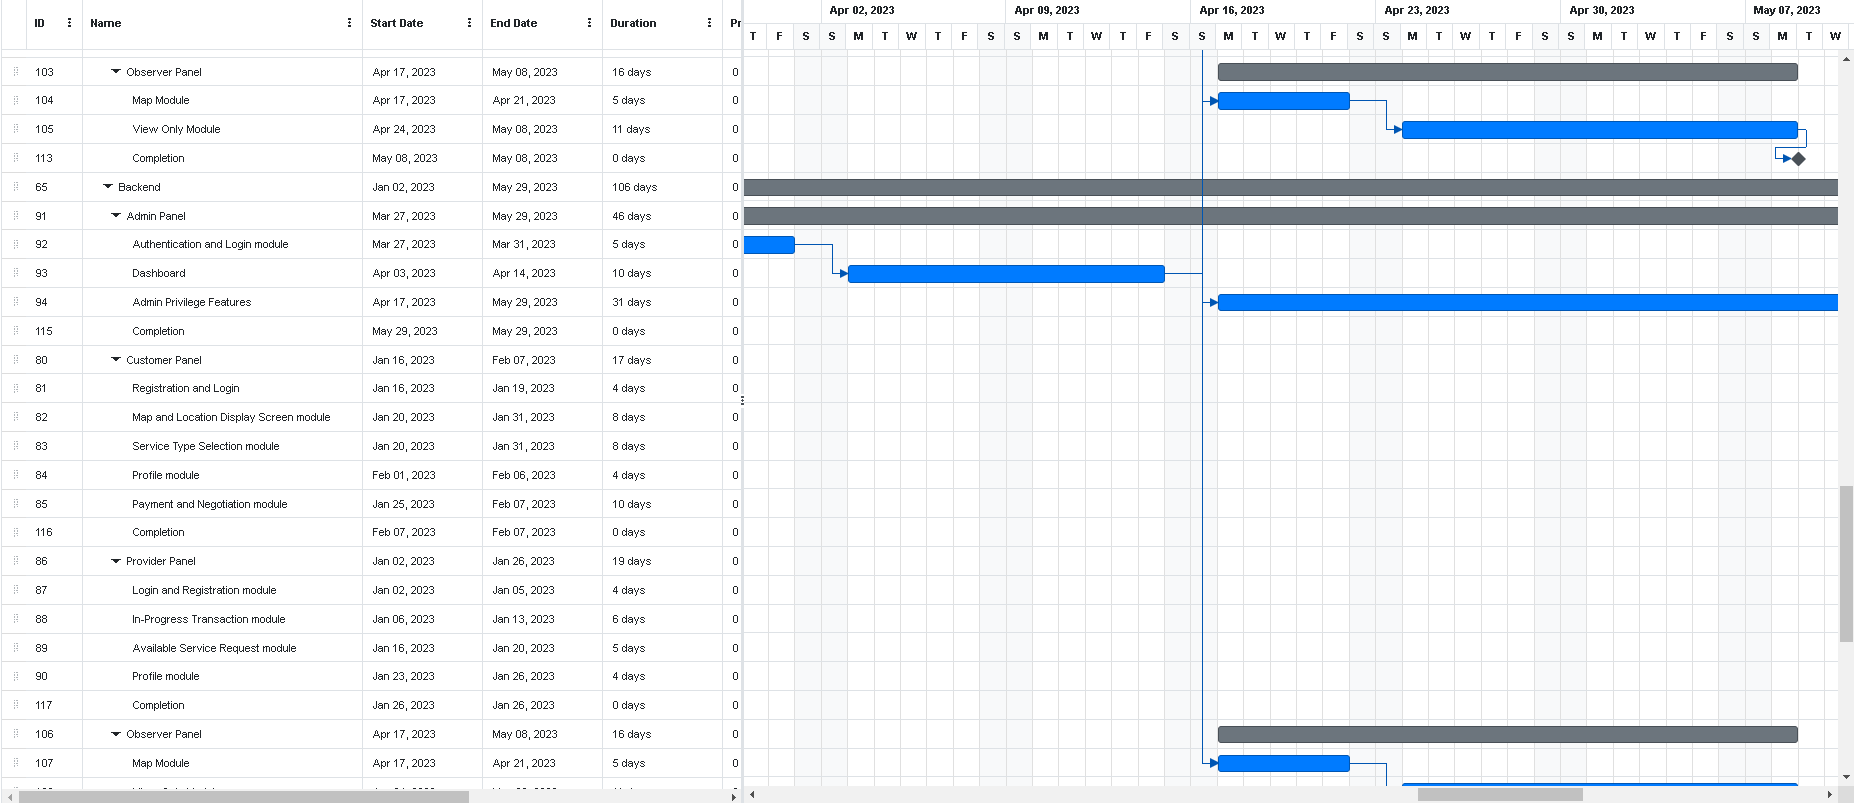 ID Name Start Date End Date Duration Pr
Apr 02, 2023 Apr 09, 2023 Apr 16, 2023 Apr 23, 2023 Apr 30, 2023 May 07, 2023
T F S S M T W T F S S M T W T F S S M T W T F S S M T W T F S S M T W T F S S M T W
103 Observer Panel Apr 17, 2023 May 08, 2023 16 days 0
104 Map Module Apr 17, 2023 Apr 21, 2023 5 days 0
105 View Only Module Apr 24, 2023 May 08, 2023 11 days 0
113 Completion May 08, 2023 May 08, 2023 0 days 0
65 Backend Jan 02, 2023 May 29, 2023 106 days 0
91 Admin Panel Mar 27, 2023 May 29, 2023 46 days 0
92 Authentication and Login module Mar 27, 2023 Mar 31, 2023 5 days 0
93 Dashboard Apr 03, 2023 Apr 14, 2023 10 days 0
94 Admin Privilege Features Apr 17, 2023 May 29, 2023 31 days 0
115 Completion May 29, 2023 May 29, 2023 0 days 0
80 Customer Panel Jan 16, 2023 Feb 07, 2023 17 days 0
81 Registration and Login Jan 16, 2023 Jan 19, 2023 4 days 0
82 Map and Location Display Screen module Jan 20, 2023 Jan 31, 2023 8 days 0
83 Service Type Selection module Jan 20, 2023 Jan 31, 2023 8 days 0
84 Profile module Feb 01, 2023 Feb 06, 2023 4 days 0
85 Payment and Negotiation module Jan 25, 2023 Feb 07, 2023 10 days 0
116 Completion Feb 07, 2023 Feb 07, 2023 0 days 0
86 Provider Panel Jan 02, 2023 Jan 26, 2023 19 days 0
87 Login and Registration module Jan 02, 2023 Jan 05, 2023 4 days 0
88 In-Progress Transaction module Jan 06, 2023 Jan 13, 2023 6 days 0
89 Available Service Request module Jan 16, 2023 Jan 20, 2023 5 days 0
90 Profile module Jan 23, 2023 Jan 26, 2023 4 days 0
117 Completion Jan 26, 2023 Jan 26, 2023 0 days 0
106 Observer Panel Apr 17, 2023 May 08, 2023 16 days 0
107 Map Module Apr 17, 2023 Apr 21, 2023 5 days 0